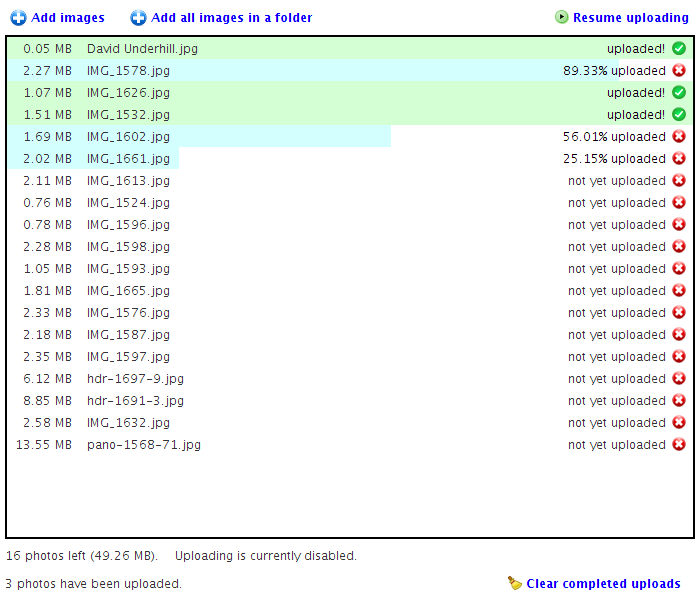 Add images Add all images in a folder Resume uploading
0.05 MB David Underhill.jpg uploaded!
2.27 MB IMG_1578.jpg 89.33% uploaded
1.07 MB IMG_1626.jpg uploaded!
1.51 MB IMG_1532.jpg uploaded!
1.69 MB IMG_1602.jpg 56.01% uploaded
2.02 MB IMG_1661.jpg 25.15% uploaded
2.11 MB IMG_1613.jpg not yet uploaded
0.76 MB IMG_1524.jpg not yet uploaded
0.78 MB IMG_1596.jpg not yet uploaded
2.28 MB IMG_1598.jpg not yet uploaded
1.05 MB IMG_1593.jpg not yet uploaded
1.81 MB IMG_1665.jpg not yet uploaded
2.33 MB IMG_1576.jpg not yet uploaded
2.18 MB IMG_1587.jpg not yet uploaded
2.35 MB IMG_1597.jpg not yet uploaded
6.12 MB hdr-1697-9.jpg not yet uploaded
8.85 MB hdr-1691-3.jpg not yet uploaded
2.58 MB IMG_1632.jpg not yet uploaded
13.55 MB pano-1568-71.jpg not yet uploaded
16 photos left (49.26 MB). Uploading is currently disabled.
3 photos have been uploaded. Clear completed uploads